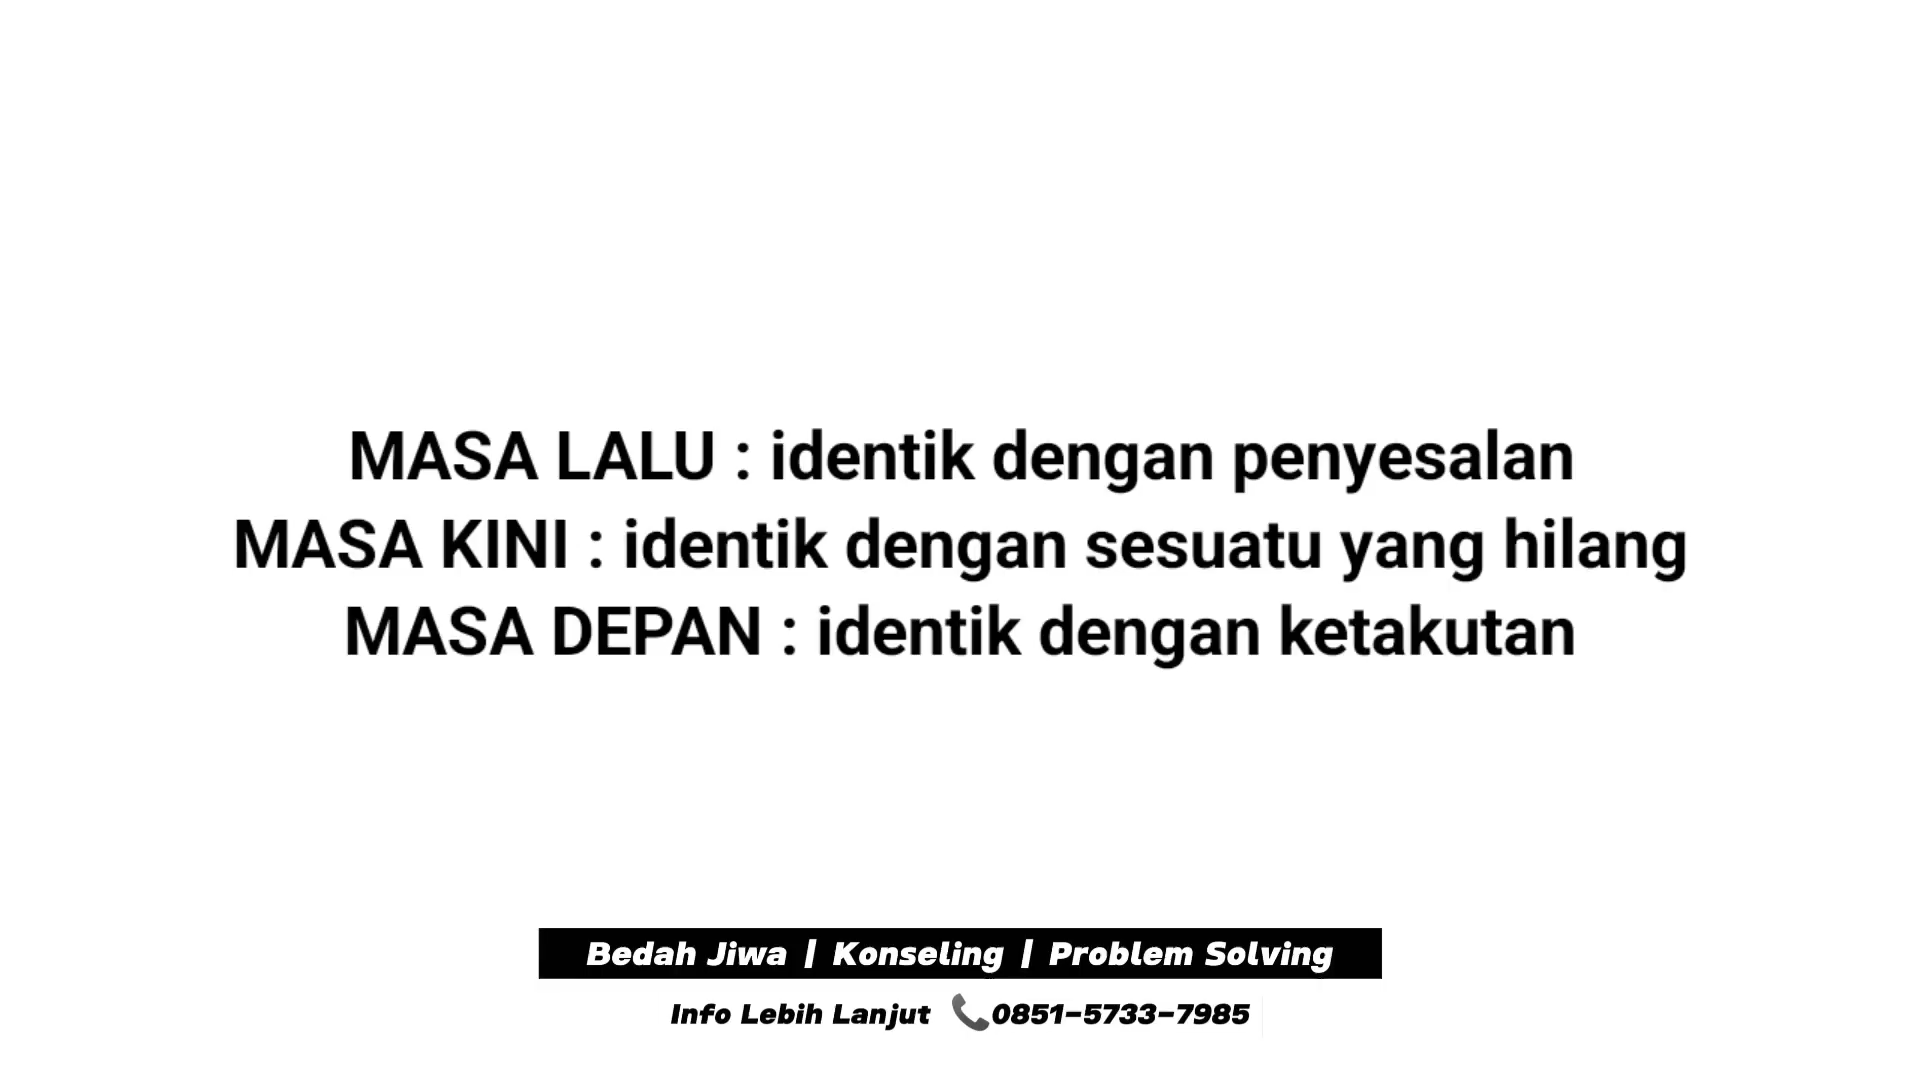 MASA LALU : identik dengan penyesalan
MASA KINI : identik dengan sesuatu yang hilang
MASA DEPAN : identik dengan ketakutan
Bedah Jiwa | Konseling | Problem Solving
Info Lebih Lanjut 📞0851-5733-7985